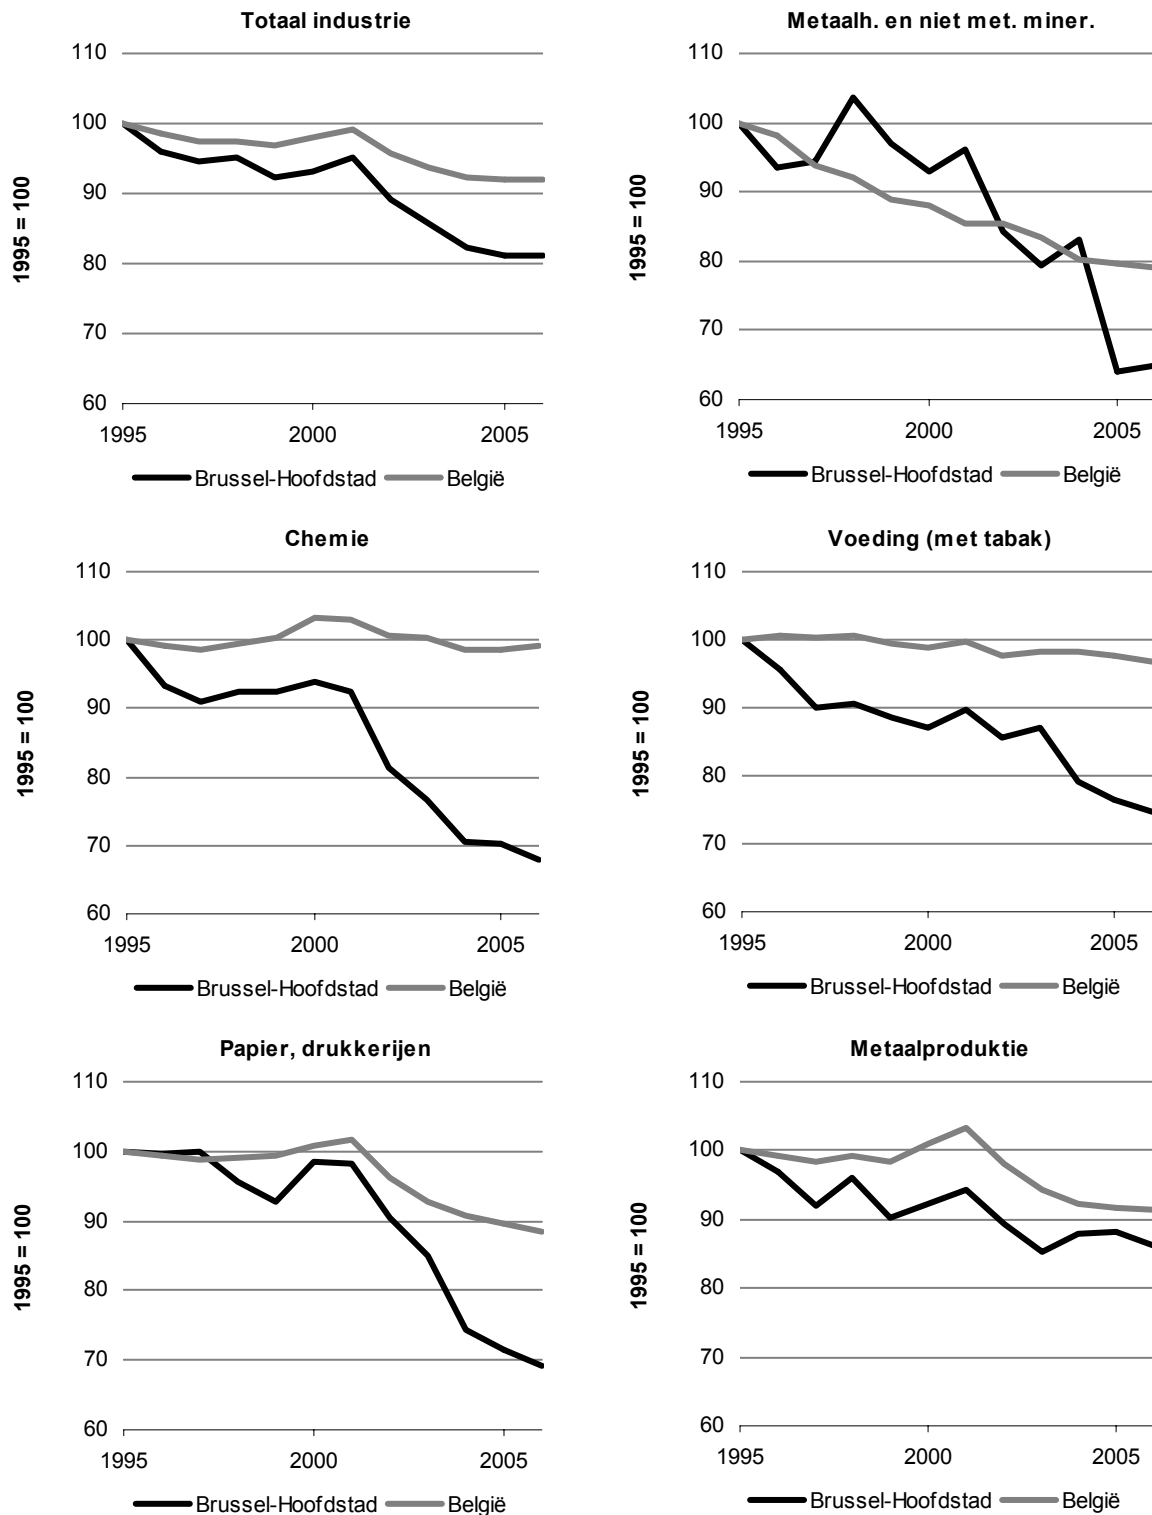 Totaal industrie
110
100
90
80
70
60
1995 = 100
1995 2000 2005
Brussel-Hoofdstad België
Metaalh. en niet met. miner.
110
100
90
80
70
60
1995 = 100
1995 2000 2005
Brussel-Hoofdstad België
Chemie
110
100
90
80
70
60
1995 = 100
1995 2000 2005
Brussel-Hoofdstad België
Voeding (met tabak)
110
100
90
80
70
60
1995 = 100
1995 2000 2005
Brussel-Hoofdstad België
Papier, drukkerijen
110
100
90
80
70
60
1995 = 100
1995 2000 2005
Brussel-Hoofdstad België
Metaalproduktie
110
100
90
80
70
60
1995 = 100
1995 2000 2005
Brussel-Hoofdstad België